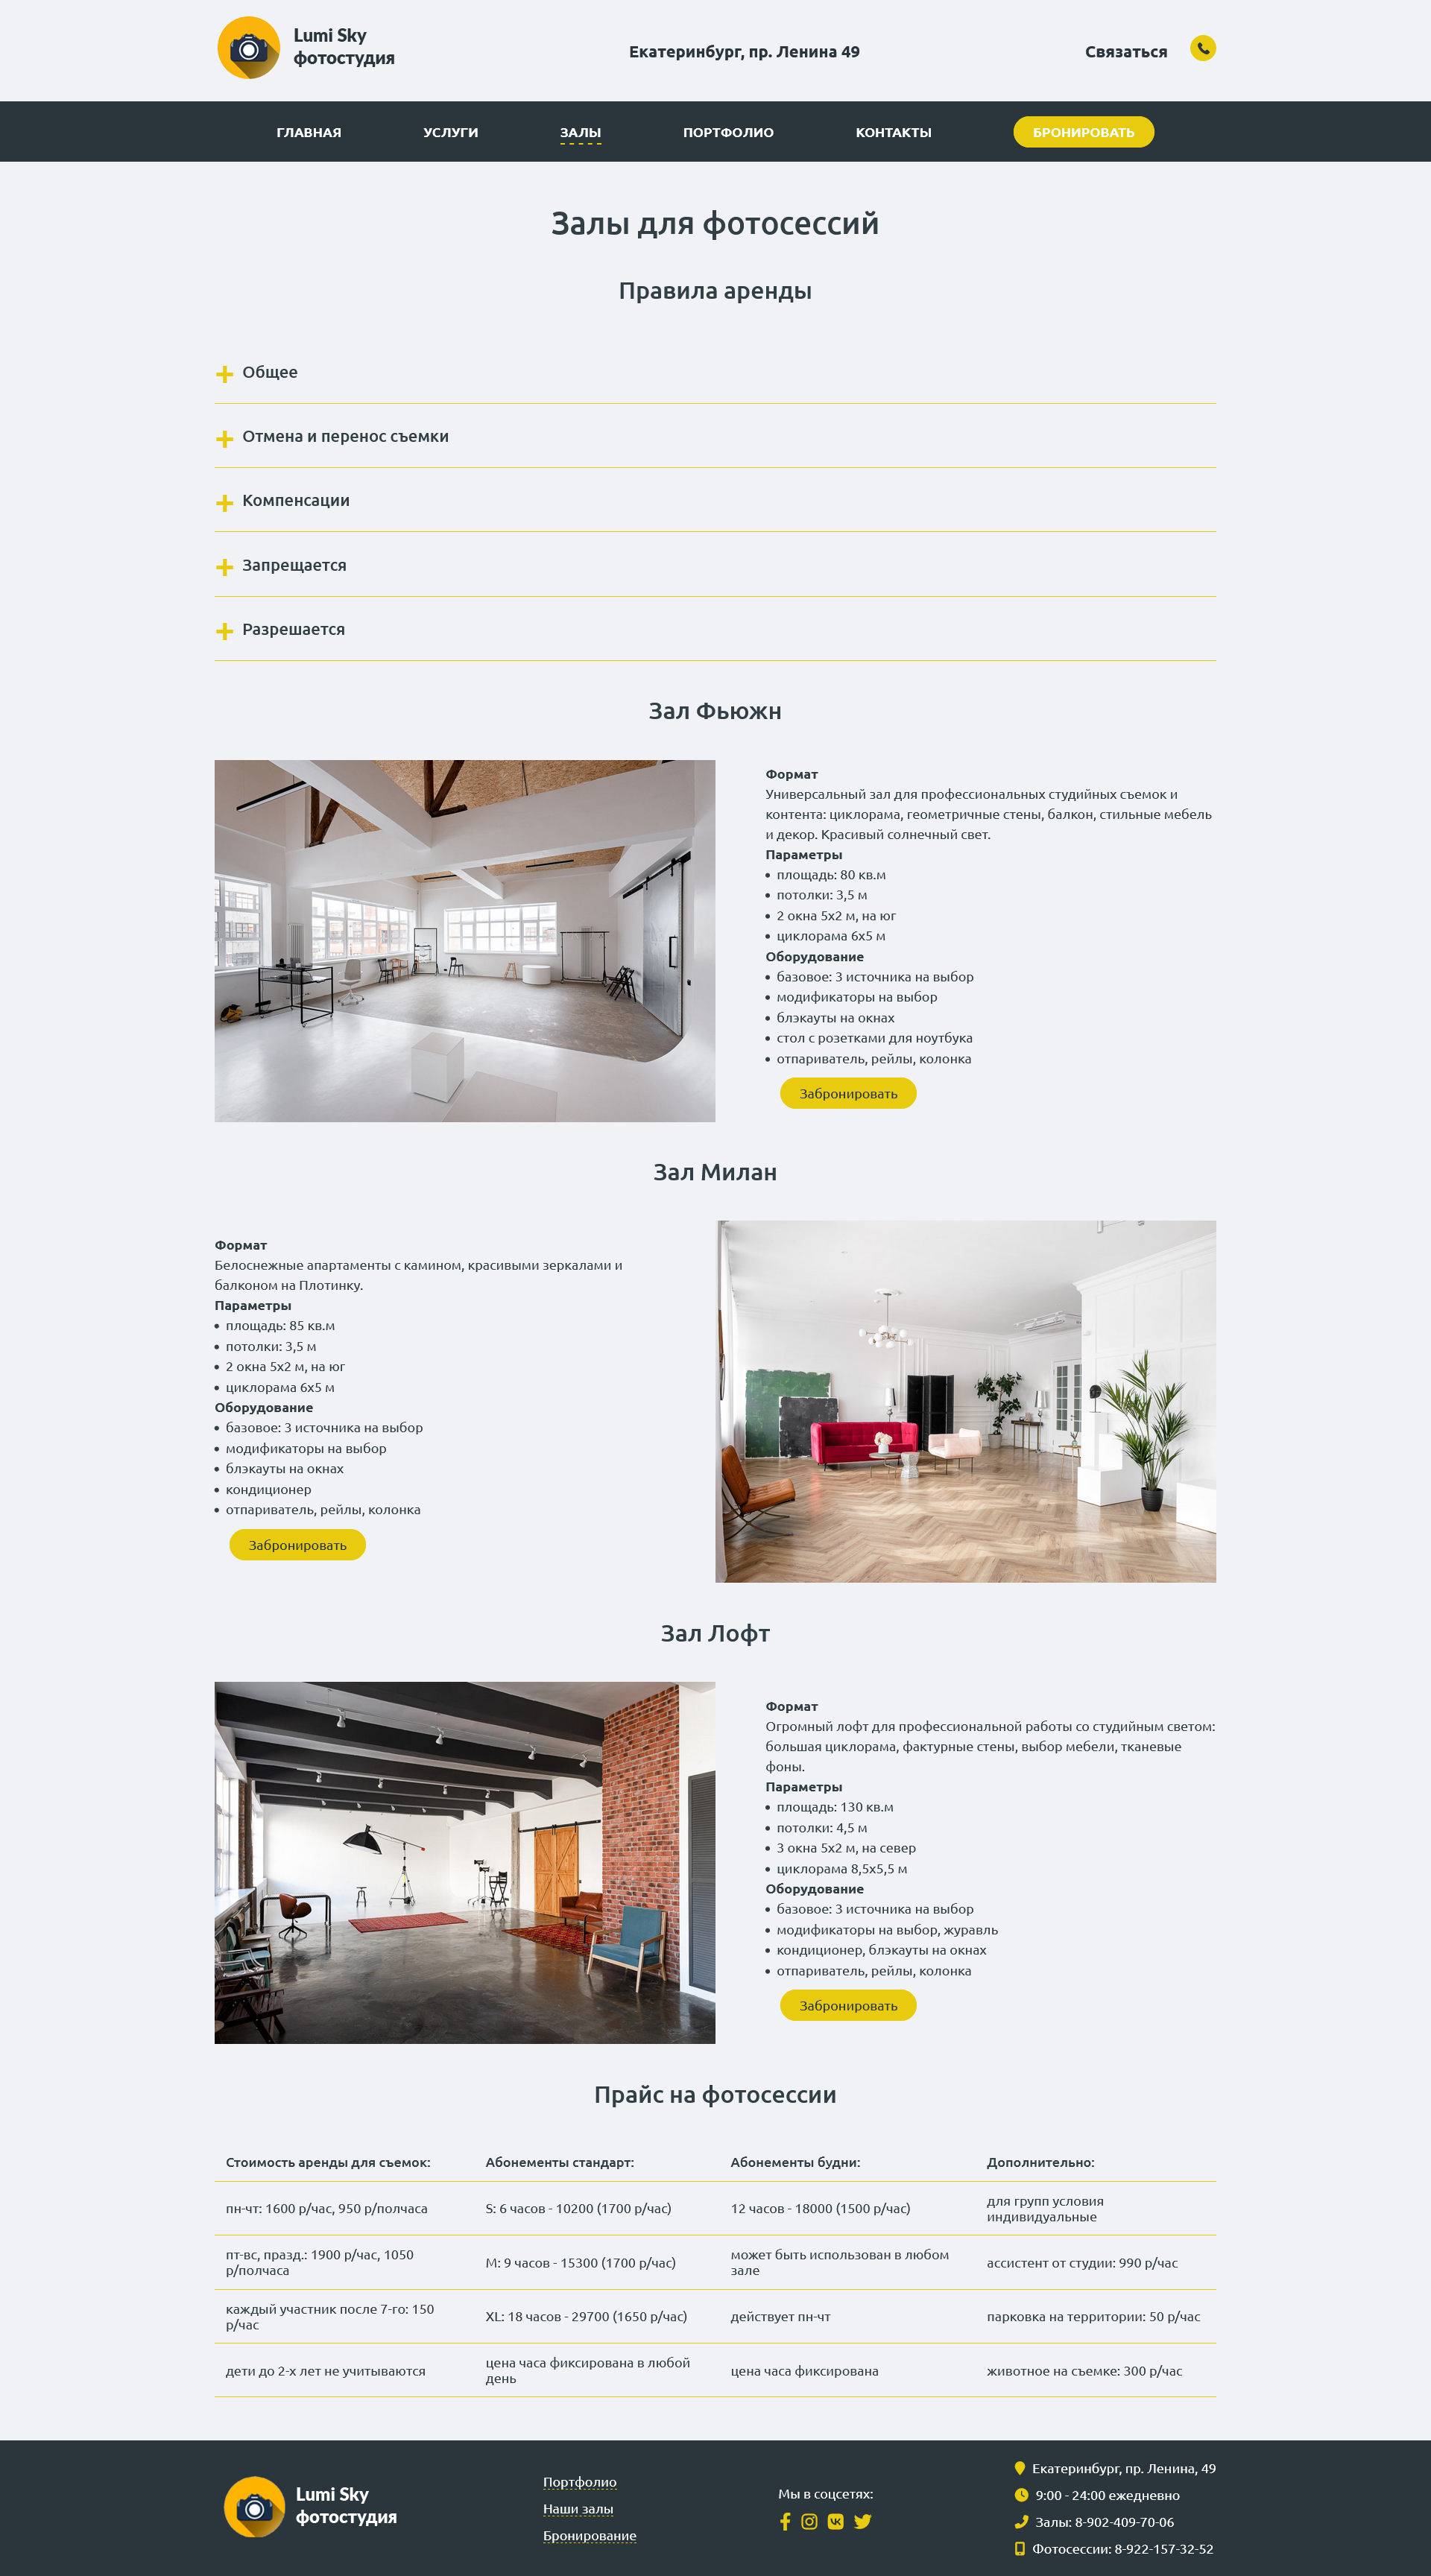 Lumi Sky
фотостудия
Екатеринбург, пр. Ленина 49
Связаться
ГЛАВНАЯ
УСЛУГИ
ЗАЛЫ
ПОРТФОЛИО
КОНТАКТЫ
БРОНИРОВАТЬ
Залы для фотосессий
Правила аренды
Общее
Отмена и перенос съемки
Компенсации
Запрещается
Разрешается
Зал Фьюжн
Формат
Универсальный зал для профессиональных студийных съемок и
контента: циклорама, геометричные стены, балкон, стильные мебель
и декор. Красивый солнечный свет.
Параметры
площадь: 80 кв.м
потолки: 3,5 м
2 окна 5х2 м, на юг
циклорама 6х5 м
Оборудование
базовое: 3 источника на выбор
модификаторы на выбор
блэкауты на окнах
стол с розетками для ноутбука
отпариватель, рейлы, колонка
Забронировать
Зал Милан
Формат
Белоснежные апартаменты с камином, красивыми зеркалами и
балконом на Плотинку.
Параметры
площадь: 85 кв.м
потолки: 3,5 м
2 окна 5х2 м, на юг
циклорама 6х5 м
Оборудование
базовое: 3 источника на выбор
модификаторы на выбор
блэкауты на окнах
кондиционер
отпариватель, рейлы, колонка
Забронировать
Зал Лофт
Формат
Огромный лофт для профессиональной работы со студийным светом:
большая циклорама, фактурные стены, выбор мебели, тканевые
фоны.
Параметры
площадь: 130 кв.м
потолки: 4,5 м
3 окна 5х2 м, на север
циклорама 8,5х5,5 м
Оборудование
базовое: 3 источника на выбор
модификаторы на выбор, журавль
кондиционер, блэкауты на окнах
отпариватель, рейлы, колонка
Забронировать
Прайс на фотосессии
Стоимость аренды для съемок:
Абонементы стандарт:
Абонементы будни:
Дополнительно:
пн-чт: 1600 р/час, 950 р/полчаса
S: 6 часов - 10200 (1700 р/час)
12 часов - 18000 (1500 р/час)
для групп условия
индивидуальные
пт-вс, празд.: 1900 р/час, 1050
р/полчаса
M: 9 часов - 15300 (1700 р/час)
может быть использован в любом
зале
ассистент от студии: 990 р/час
каждый участник после 7-го: 150
р/час
XL: 18 часов - 29700 (1650 р/час)
действует пн-чт
парковка на территории: 50 р/час
дети до 2-х лет не учитываются
цена часа фиксирована в любой
день
цена часа фиксирована
животное на съемке: 300 р/час
Lumi Sky
фотостудия
Портфолио
Наши залы
Бронирование
Мы в соцсетях:
Екатеринбург, пр. Ленина, 49
9:00 - 24:00 ежедневно
Залы: 8-902-409-70-06
Фотосессии: 8-922-157-32-52